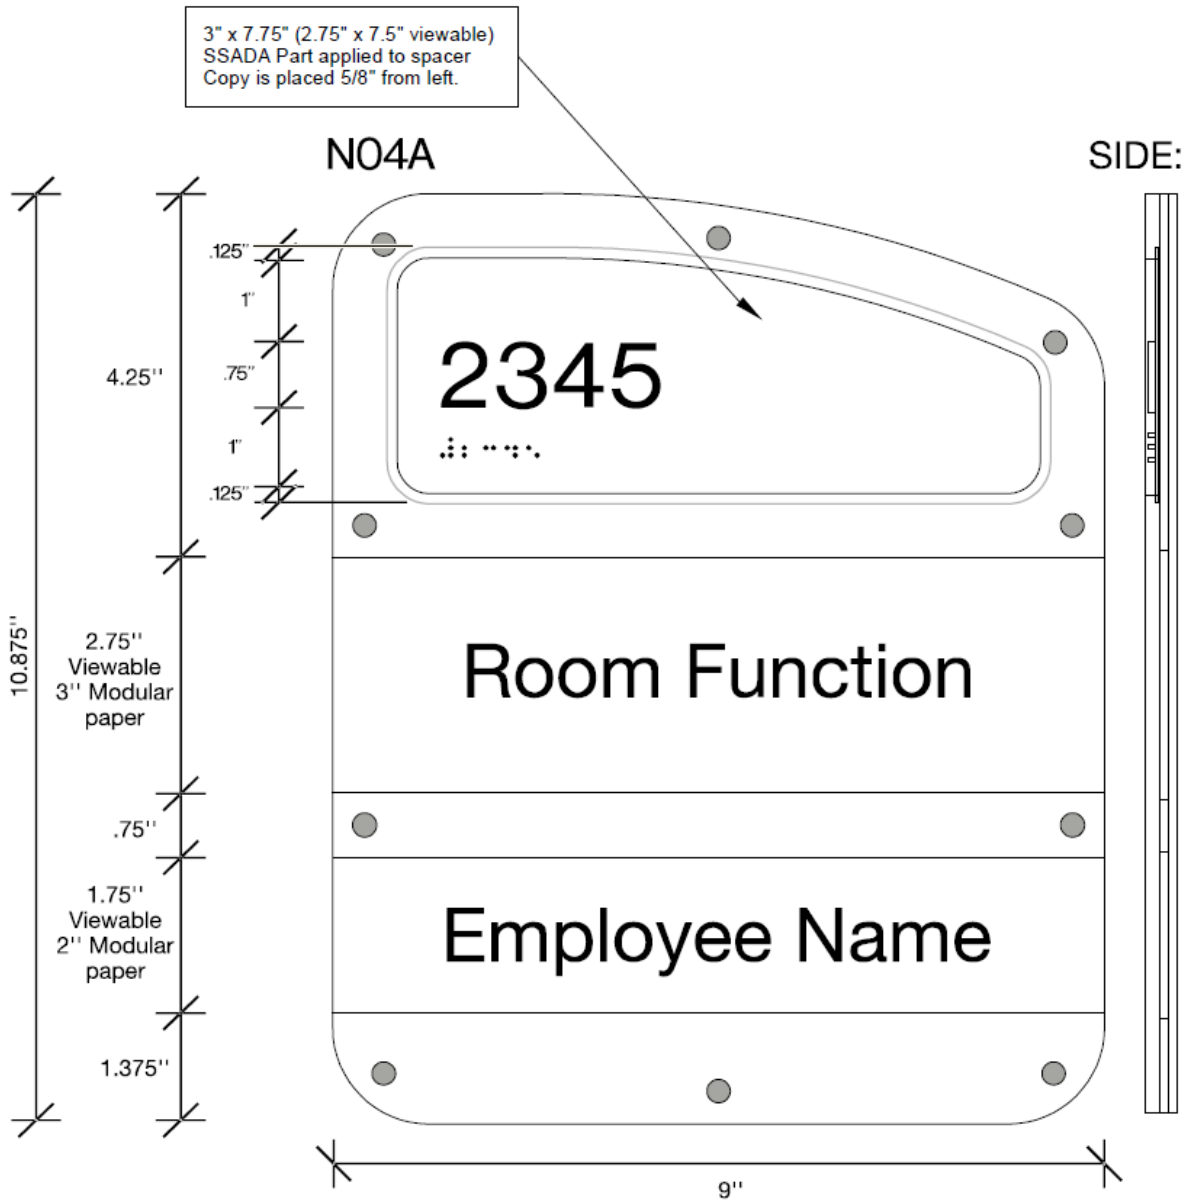 3" x 7.75" (2.75" x 7.5" viewable)
SSADA Part applied to spacer
Copy is placed 5/8" from left.
N04A
SIDE:
.125"
1"
.75"
1"
.125"
4.25"
2345
⠼⠃⠉⠙⠑
10.875"
2.75"
Viewable
3" Modular
paper
Room Function
.75"
1.75"
Viewable
2" Modular
paper
Employee Name
1.375"
9"